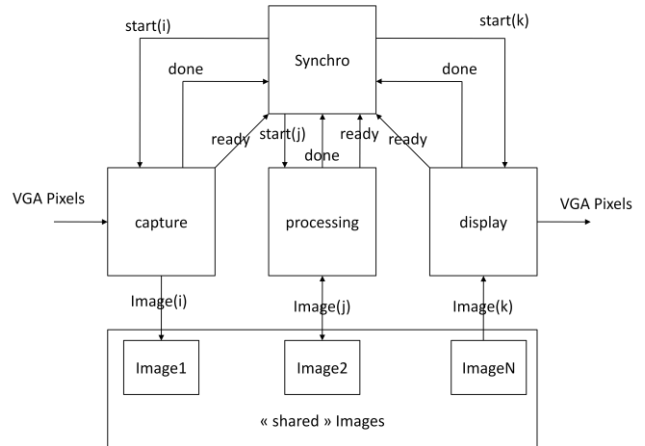 start(i)
start(k)
Synchro
done
done
ready
start(j)
ready
ready
done
VGA Pixels
capture
processing
display
VGA Pixels
Image(i)
Image(j)
Image(k)
Image1
Image2
ImageN
« shared » Images